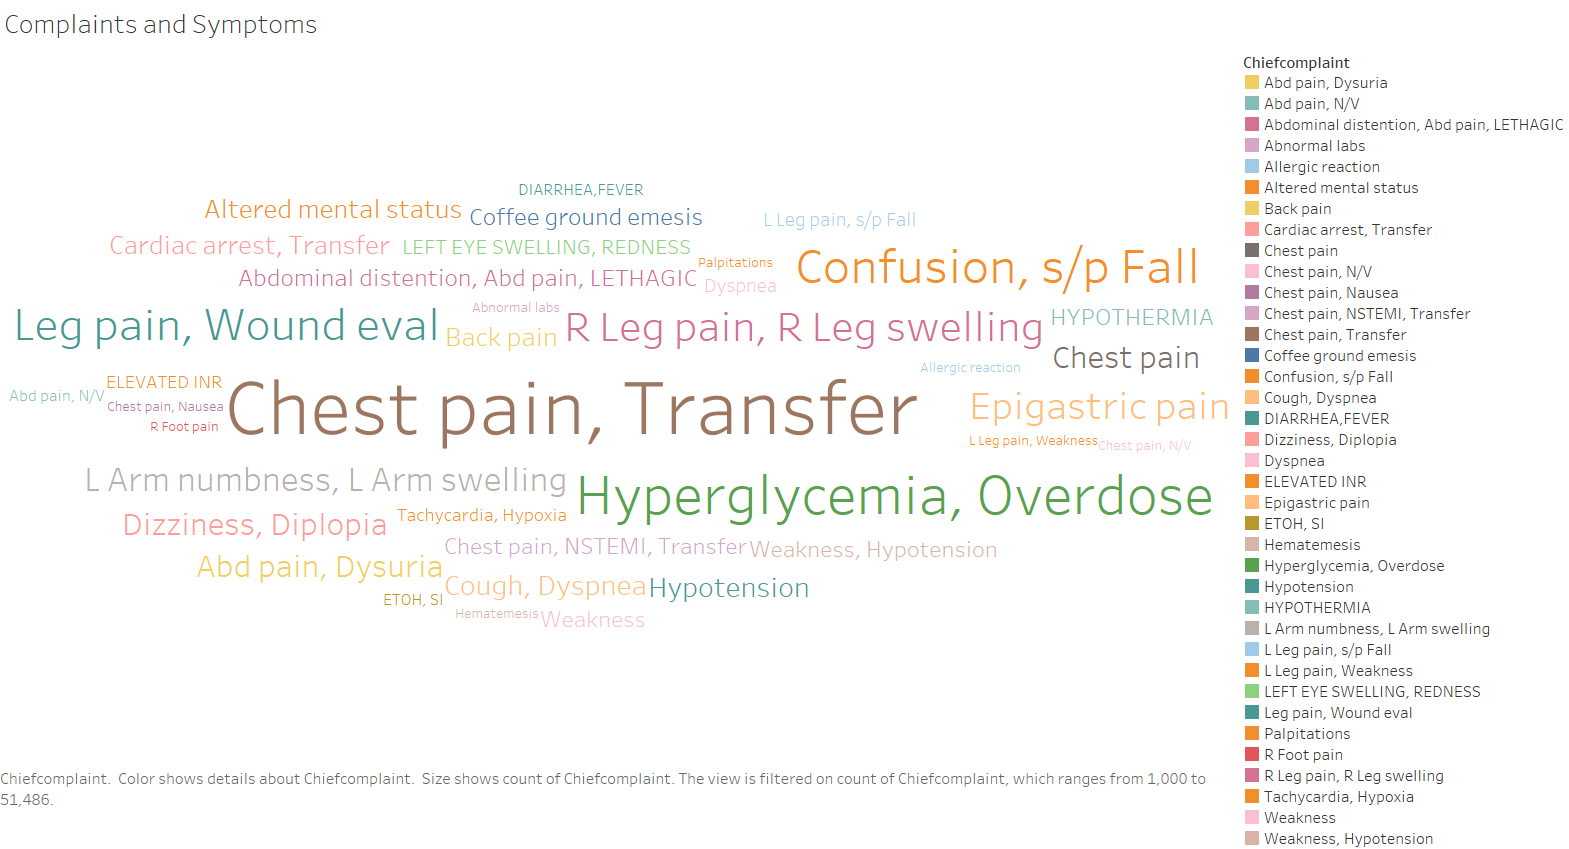 Complaints and Symptoms
DIARRHEA,FEVER
Altered mental status
Coffee ground emesis
L Leg pain, s/p Fall
Cardiac arrest, Transfer
LEFT EYE SWELLING, REDNESS
Palpitations
Confusion, s/p Fall
Abdominal distention, Abd pain, LETHAGIC
Dyspnea
Abnormal labs
Leg pain, Wound eval
Back pain
R Leg pain, R Leg swelling
HYPOTHERMIA
Chest pain
Allergic reaction
ELEVATED INR
Abd pain, N/V
Chest pain, Nausea
R Foot pain
Chest pain, Transfer
Epigastric pain
L Leg pain, Weakness
Chest pain, N/V
L Arm numbness, L Arm swelling
Hyperglycemia, Overdose
Dizziness, Diplopia
Tachycardia, Hypoxia
Chest pain, NSTEMI, Transfer
Weakness, Hypotension
Abd pain, Dysuria
Cough, Dyspnea
Hypotension
ETOH, SI
Hematemesis
Weakness
Chiefcomplaint. Color shows details about Chiefcomplaint. Size shows count of Chiefcomplaint. The view is filtered on count of Chiefcomplaint, which ranges from 1,000 to
51,486.
Chiefcomplaint
Abd pain, Dysuria
Abd pain, N/V
Abdominal distention, Abd pain, LETHAGIC
Abnormal labs
Allergic reaction
Altered mental status
Back pain
Cardiac arrest, Transfer
Chest pain
Chest pain, N/V
Chest pain, Nausea
Chest pain, NSTEMI, Transfer
Chest pain, Transfer
Coffee ground emesis
Confusion, s/p Fall
Cough, Dyspnea
DIARRHEA,FEVER
Dizziness, Diplopia
Dyspnea
ELEVATED INR
Epigastric pain
ETOH, SI
Hematemesis
Hyperglycemia, Overdose
Hypotension
HYPOTHERMIA
L Arm numbness, L Arm swelling
L Leg pain, s/p Fall
L Leg pain, Weakness
LEFT EYE SWELLING, REDNESS
Leg pain, Wound eval
Palpitations
R Foot pain
R Leg pain, R Leg swelling
Tachycardia, Hypoxia
Weakness
Weakness, Hypotension